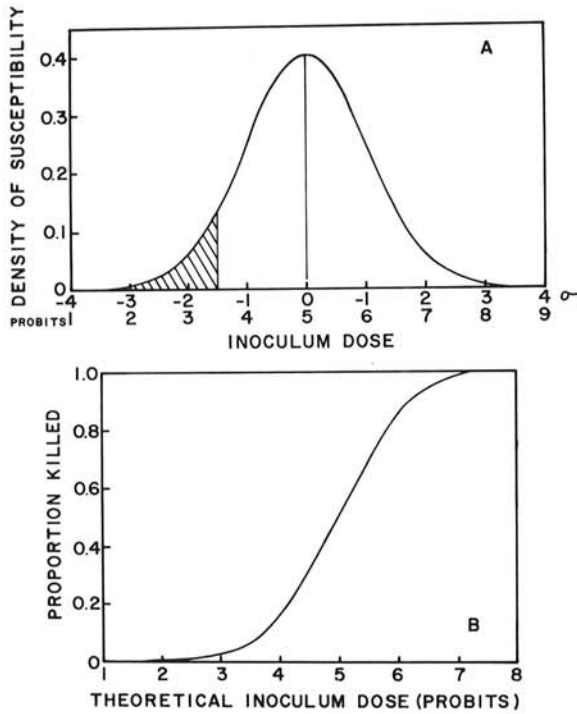 DENSITY OF SUSCEPTIBILITY
A
0.4
0.3
0.2
0.1
0
-4 -3 -2 -1 0 -1 2 3 4 σ
PROBITS 1 2 3 4 5 6 7 8 9
INOCULUM DOSE
PROPORTION KILLED
1.0
0.8
0.6
0.4
0.2
0
B
1 2 3 4 5 6 7 8
THEORETICAL INOCULUM DOSE (PROBITS)